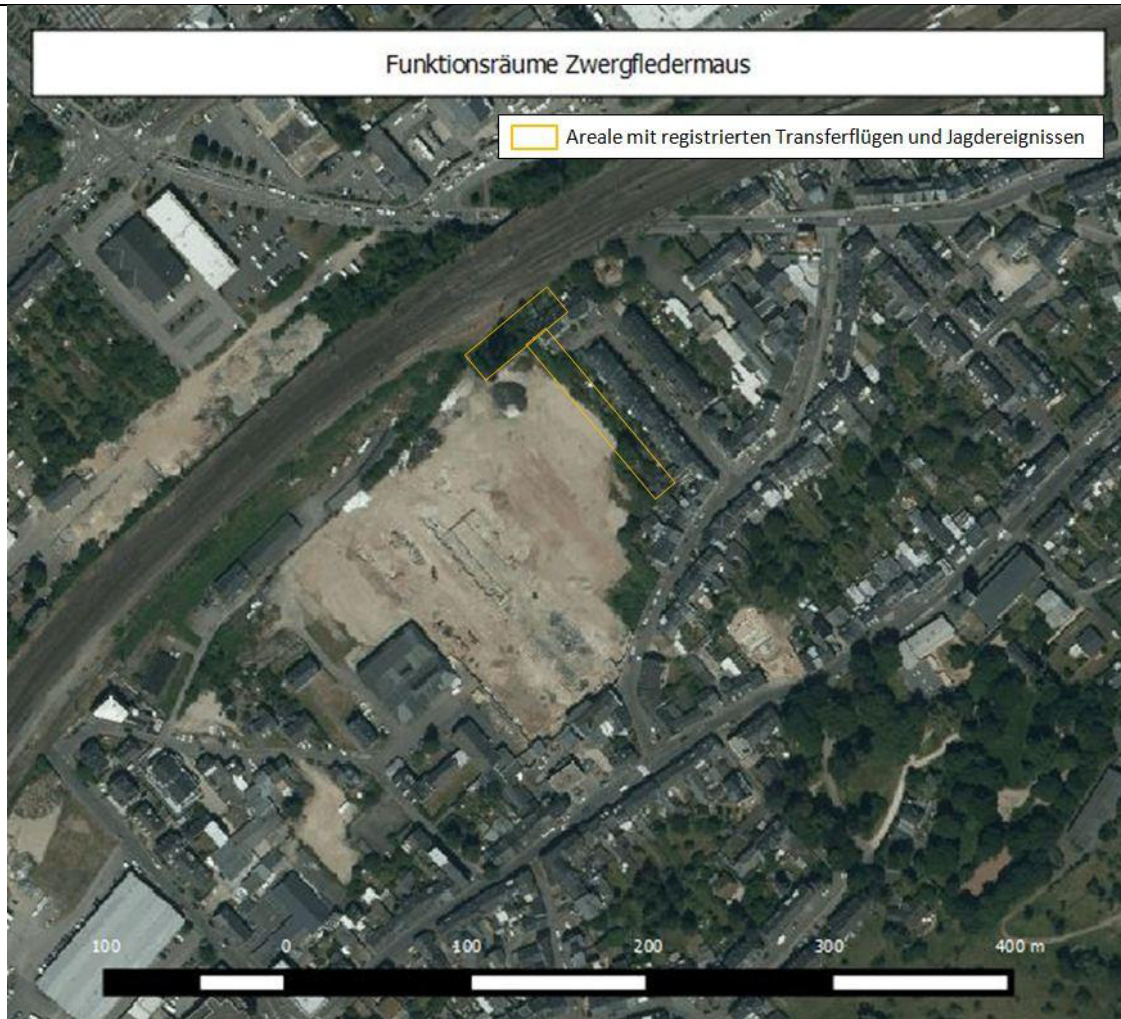 Funktionsräume Zwergfledermaus
Areale mit registrierten Transferflügen und Jagdereignissen
100 0 100 200 300 400 m